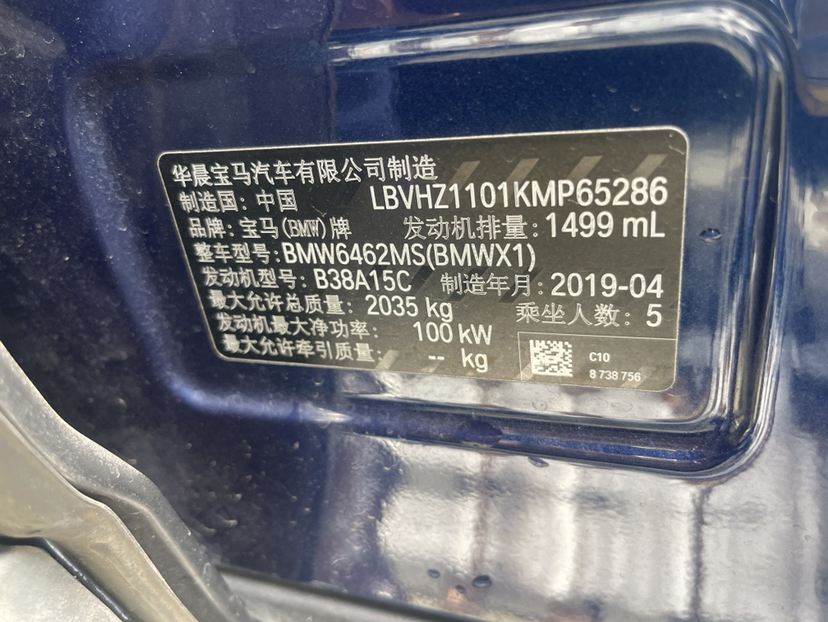 华晨宝马汽车有限公司制造
制造国: 中国 LBVHZ1101KMP65286
品牌: 宝马(BMW)牌 发动机排量: 1499 mL
整车型号: BMW6462MS(BMWX1)
发动机型号: B38A15C 制造年月: 2019-04
最大允许总质量: 2035 kg 乘坐人数: 5
发动机最大净功率: 100 kW
最大允许牵引质量: -- kg
C10
8 738 756